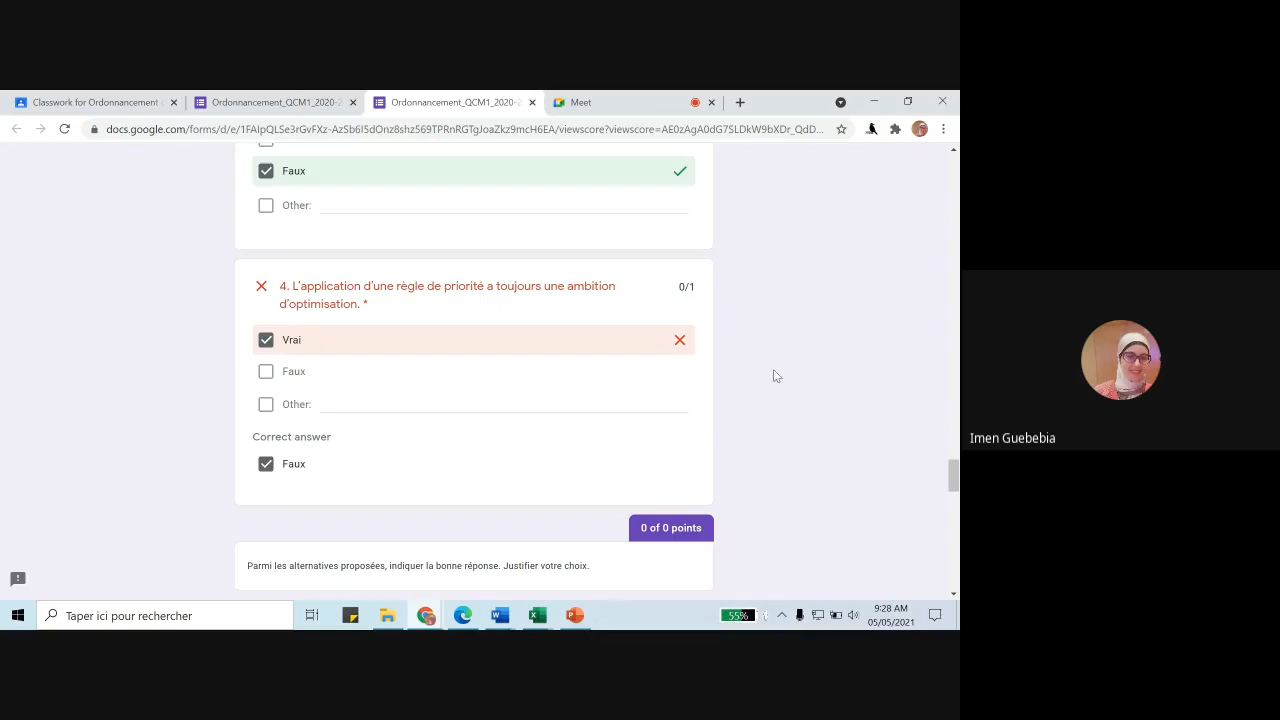 Classwork for Ordonnancement
Ordonnancement_QCM1_2020-2
Ordonnancement_QCM1_2020-2
Meet
docs.google.com/forms/d/e/1FAIpQLSe3rGvFXz-AzSb6I5dOnz8shz569TPRnRGTgJoaZkz9mcH6EA/viewscore?viewscore=AE0zAgA0dG7SLDkW9bXDr_QdD...
Faux
Other:
4. L'application d'une règle de priorité a toujours une ambition
d'optimisation. *
0/1
Vrai
Faux
Other:
Correct answer
Faux
0 of 0 points
Parmi les alternatives proposées, indiquer la bonne réponse. Justifier votre choix.
Imen Guebebia
Taper ici pour rechercher
55%
9:28 AM
05/05/2021